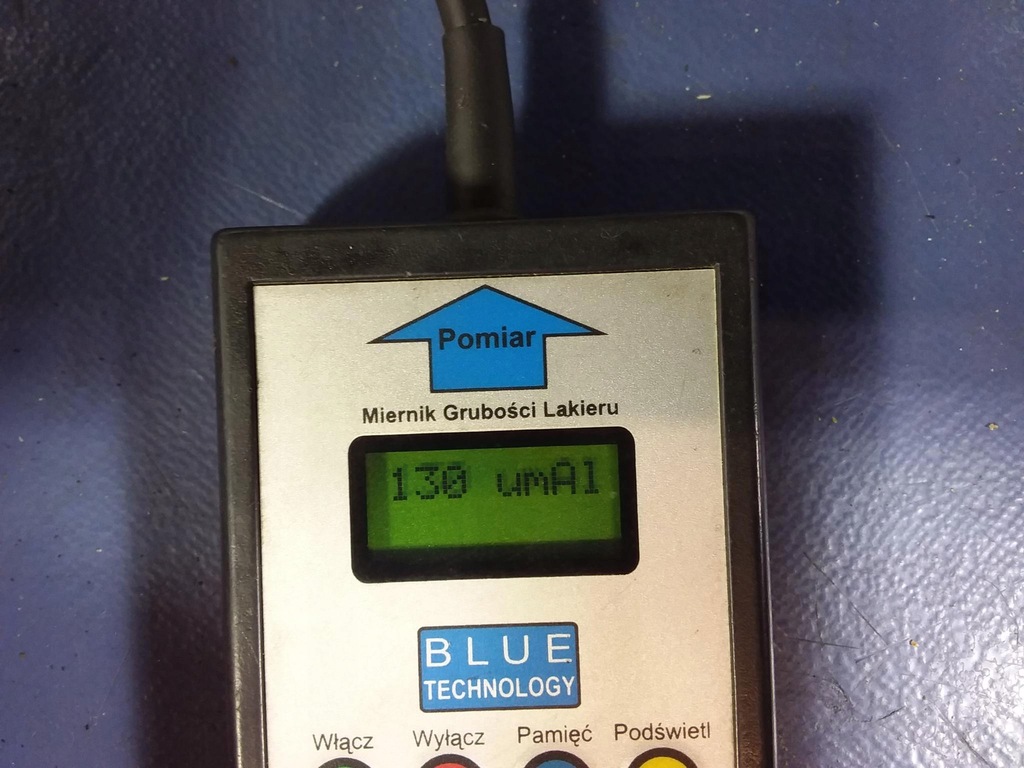 Pomiar
Miernik Grubości Lakieru
130 umAl
BLUE
TECHNOLOGY
Włącz Wyłącz Pamięć Podświetl